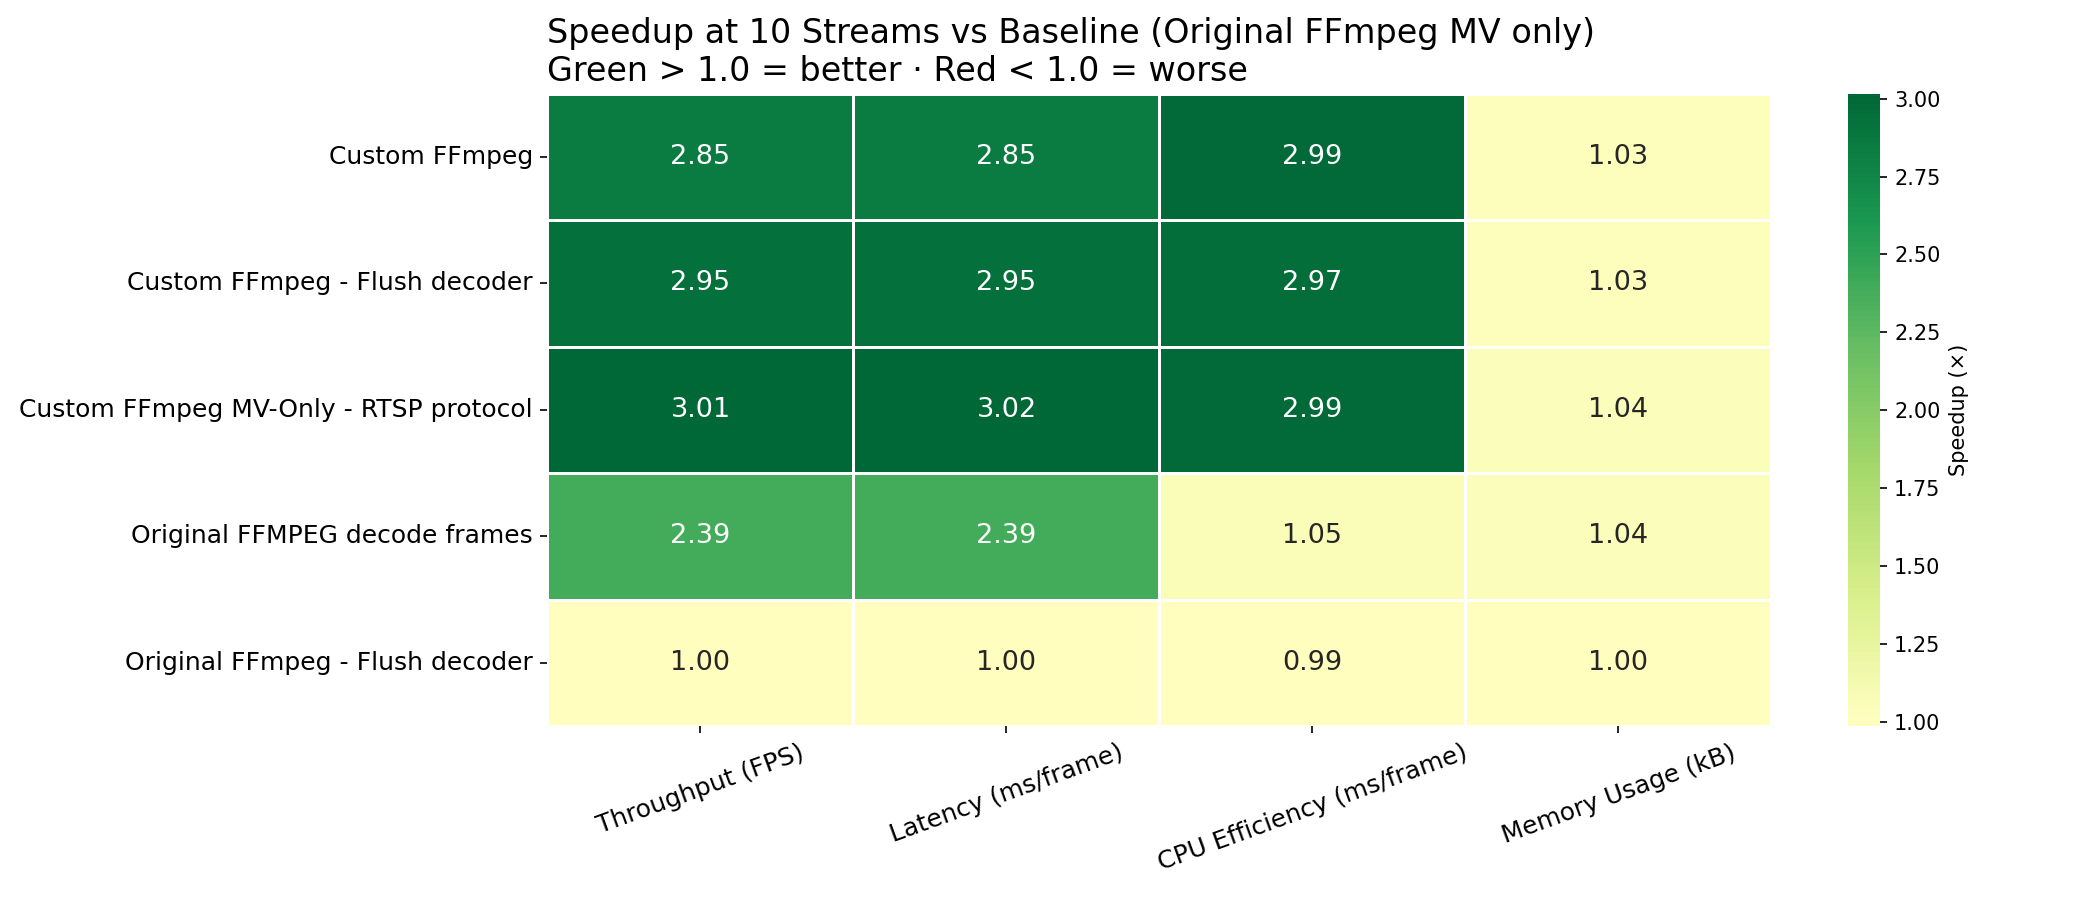 Speedup at 10 Streams vs Baseline (Original FFmpeg MV only)
Green > 1.0 = better · Red < 1.0 = worse
Custom FFmpeg 2.85 2.85 2.99 1.03
Custom FFmpeg - Flush decoder 2.95 2.95 2.97 1.03
Custom FFmpeg MV-Only - RTSP protocol 3.01 3.02 2.99 1.04
Original FFMPEG decode frames 2.39 2.39 1.05 1.04
Original FFmpeg - Flush decoder 1.00 1.00 0.99 1.00
Throughput (FPS)
Latency (ms/frame)
CPU Efficiency (ms/frame)
Memory Usage (kB)
3.00
2.75
2.50
2.25
2.00
1.75
1.50
1.25
1.00
Speedup (×)